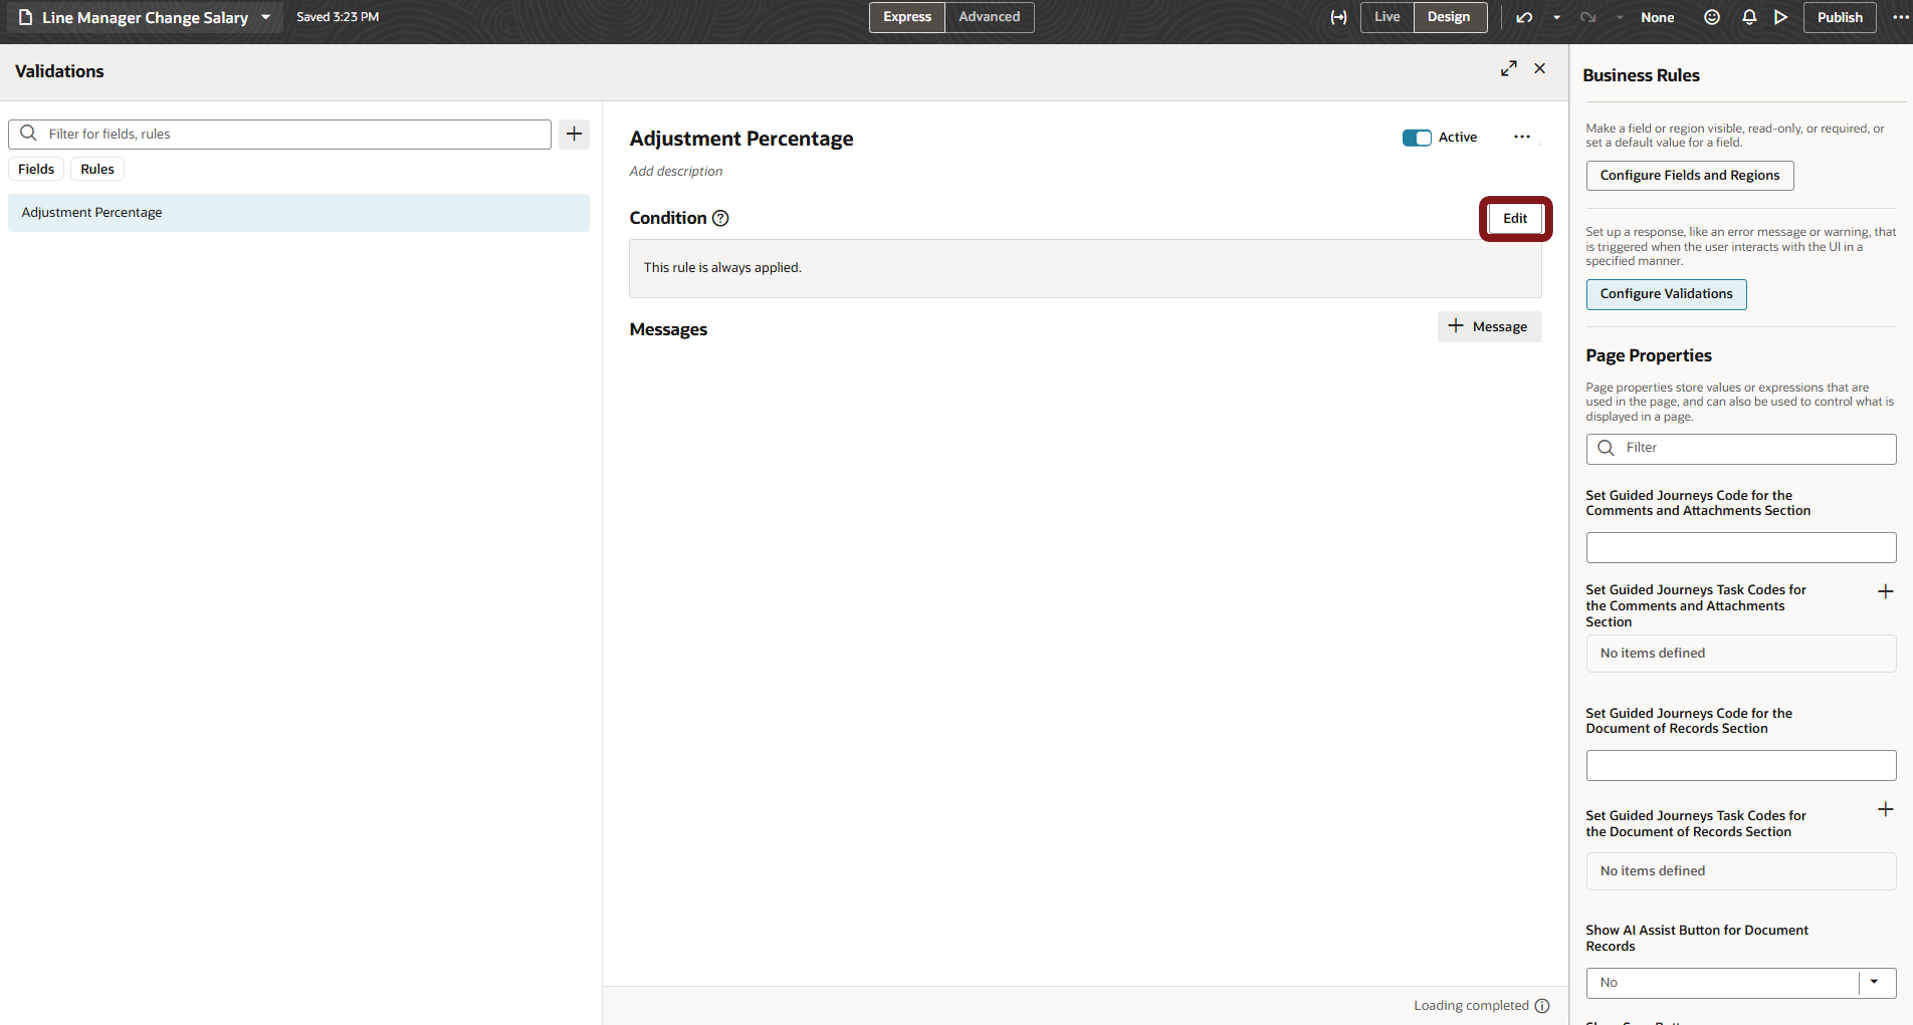 Line Manager Change Salary
Saved 3:23 PM
Express
Advanced
Live
Design
None
Publish
Validations
Filter for fields, rules
Fields
Rules
Adjustment Percentage
Adjustment Percentage
Active
Add description
Condition
Edit
This rule is always applied.
Messages
Message
Loading completed
Business Rules
Make a field or region visible, read-only, or required, or
set a default value for a field.
Configure Fields and Regions
Set up a response, like an error message or warning, that
is triggered when the user interacts with the UI in a
specified manner.
Configure Validations
Page Properties
Page properties store values or expressions that are
used in the page, and can also be used to control what is
displayed in a page.
Filter
Set Guided Journeys Code for the
Comments and Attachments Section
Set Guided Journeys Task Codes for
the Comments and Attachments
Section
No items defined
Set Guided Journeys Code for the
Document of Records Section
Set Guided Journeys Task Codes for
the Document of Records Section
No items defined
Show AI Assist Button for Document
Records
No